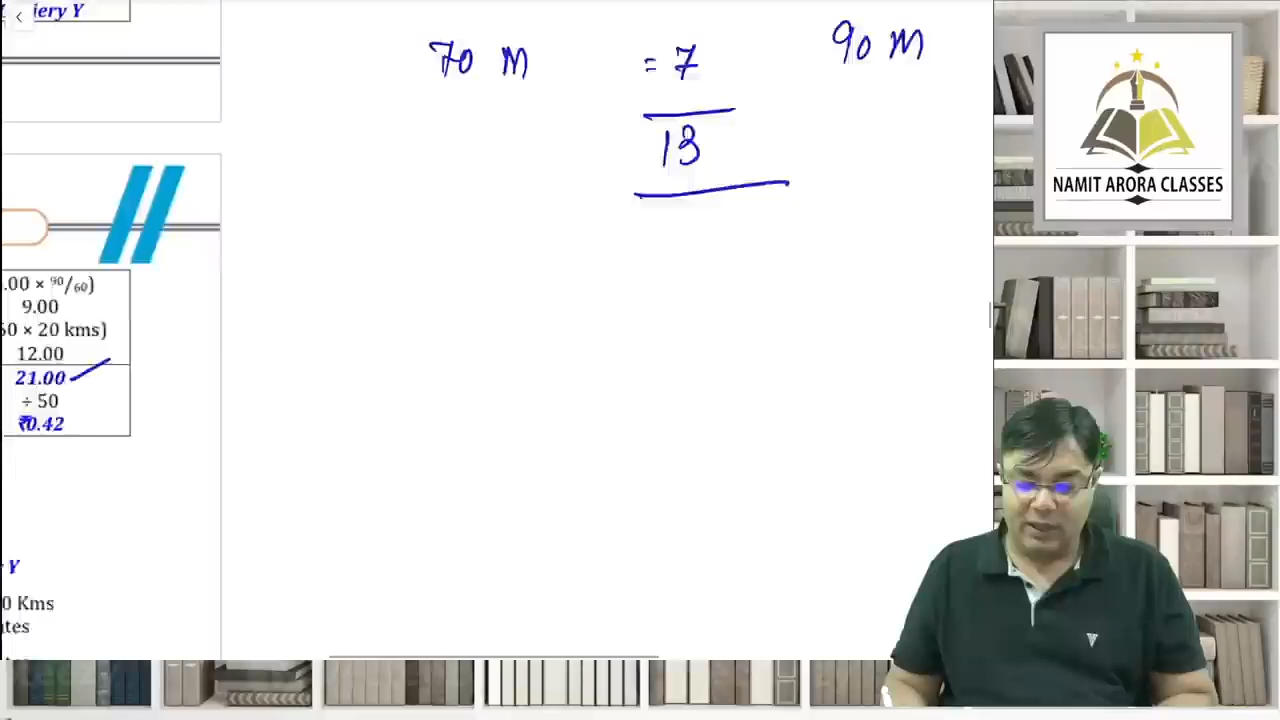 iery Y
70 M = 7 90 M
13
.00 × ⁹⁰/₆₀)
9.00
60 × 20 kms)
12.00
21.00
÷ 50
₹0.42
Y
0 Kms
NAMIT ARORA CLASSES